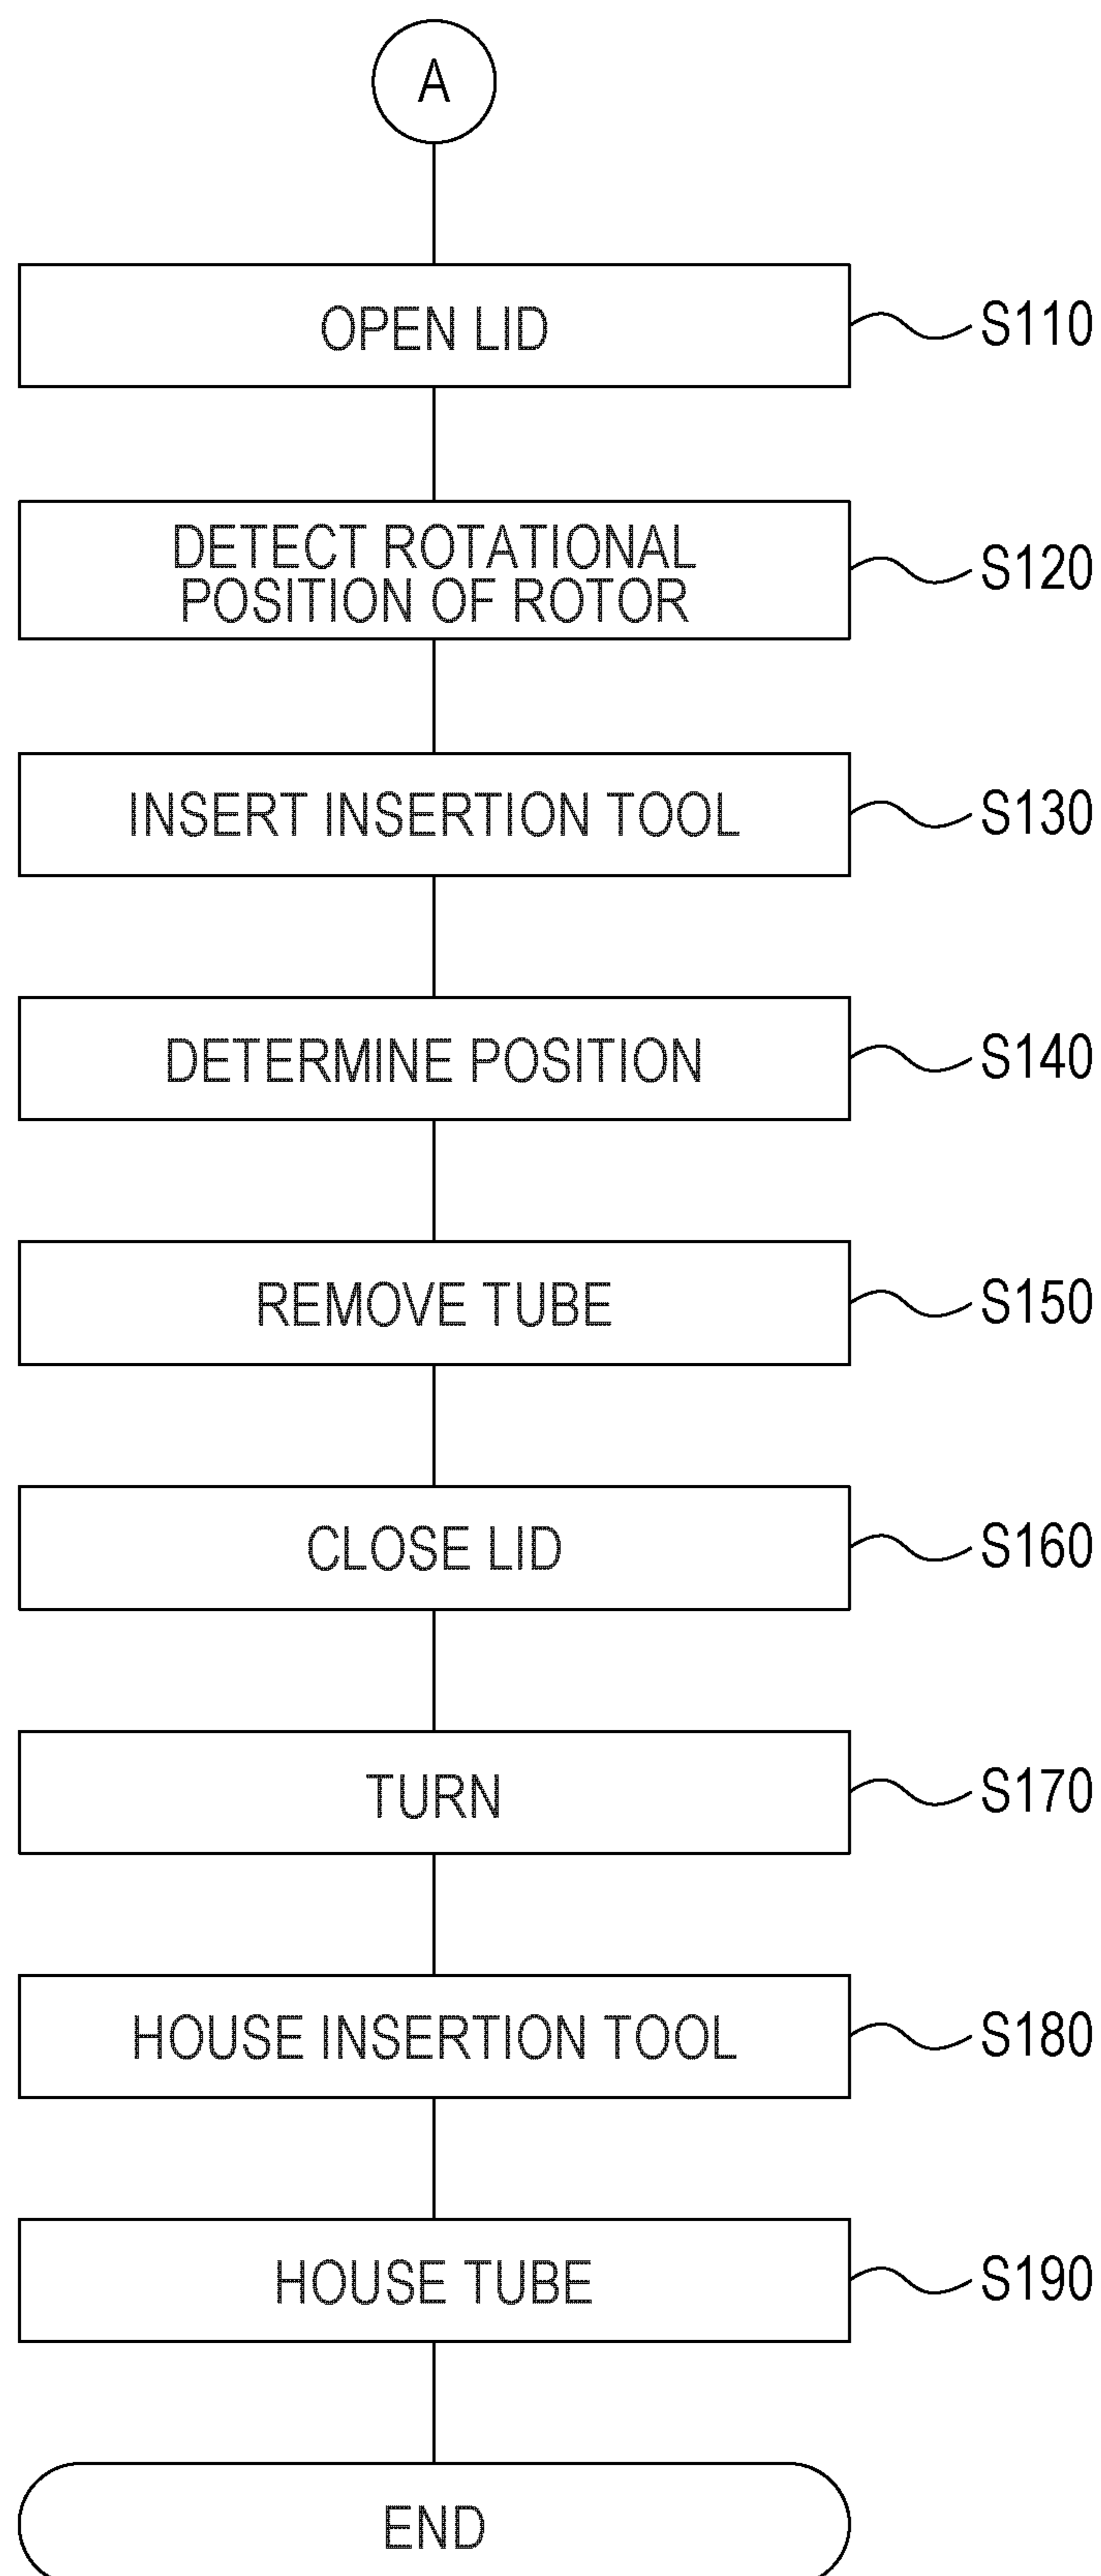 A
OPEN LID
S110
DETECT ROTATIONAL
POSITION OF ROTOR
S120
INSERT INSERTION TOOL
S130
DETERMINE POSITION
S140
REMOVE TUBE
S150
CLOSE LID
S160
TURN
S170
HOUSE INSERTION TOOL
S180
HOUSE TUBE
S190
END